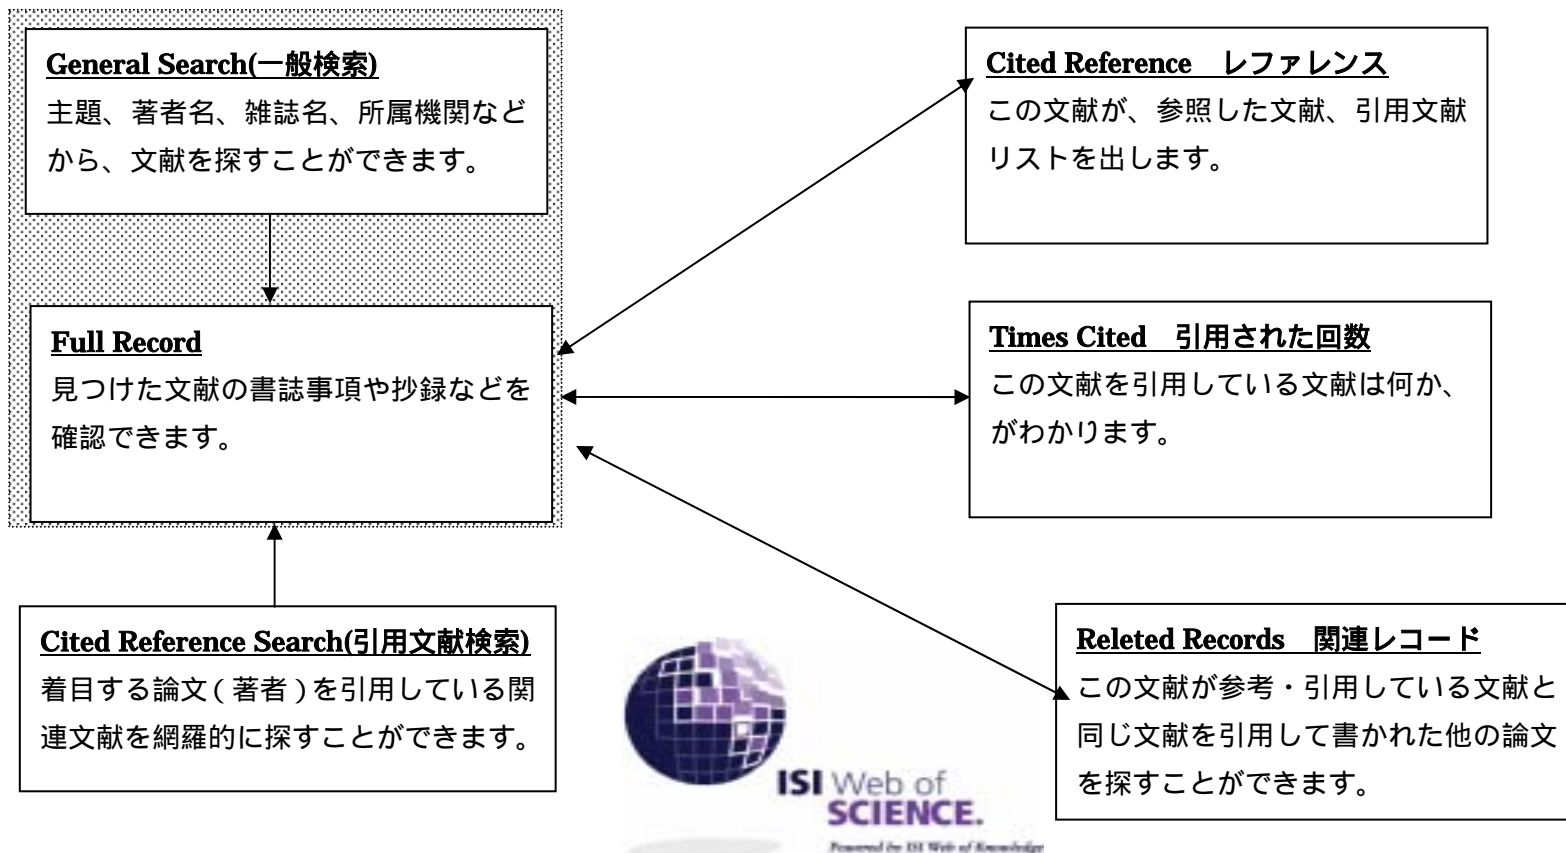 General Search(一般検索)
主題、著者名、雑誌名、所属機関など
から、文献を探すことができます。
Full Record
見つけた文献の書誌事項や抄録などを
確認できます。
Cited Reference Search(引用文献検索)
着目する論文(著者)を引用している関
連文献を網羅的に探すことができます。
Cited Reference　レファレンス
この文献が、参照した文献、引用文献
リストを出します。
Times Cited　引用された回数
この文献を引用している文献は何か、
がわかります。
Releted Records　関連レコード
この文献が参考・引用している文献と
同じ文献を引用して書かれた他の論文
を探すことができます。
ISI Web of
SCIENCE.
Powered by ISI Web of Knowledge